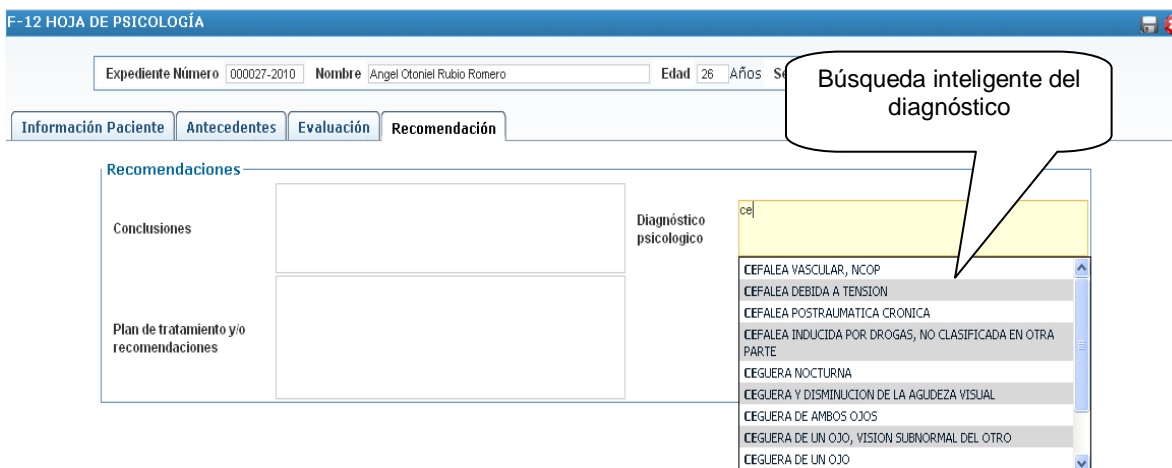 F-12 HOJA DE PSICOLOGÍA
Expediente Número 000027-2010 Nombre Angel Otoniel Rubio Romero Edad 26 Años
Búsqueda inteligente del
diagnóstico
Información Paciente Antecedentes Evaluación Recomendación
Recomendaciones
Conclusiones
Diagnóstico
psicologico
ce
CEFALEA VASCULAR, NCOP
CEFALEA DEBIDA A TENSION
CEFALEA POSTRAUMATICA CRONICA
CEFALEA INDUCIDA POR DROGAS, NO CLASIFICADA EN OTRA
PARTE
CEGUERA NOCTURNA
CEGUERA Y DISMINUCION DE LA AGUDEZA VISUAL
CEGUERA DE AMBOS OJOS
CEGUERA DE UN OJO, VISION SUBNORMAL DEL OTRO
CEGUERA DE UN OJO
Plan de tratamiento y/o
recomendaciones